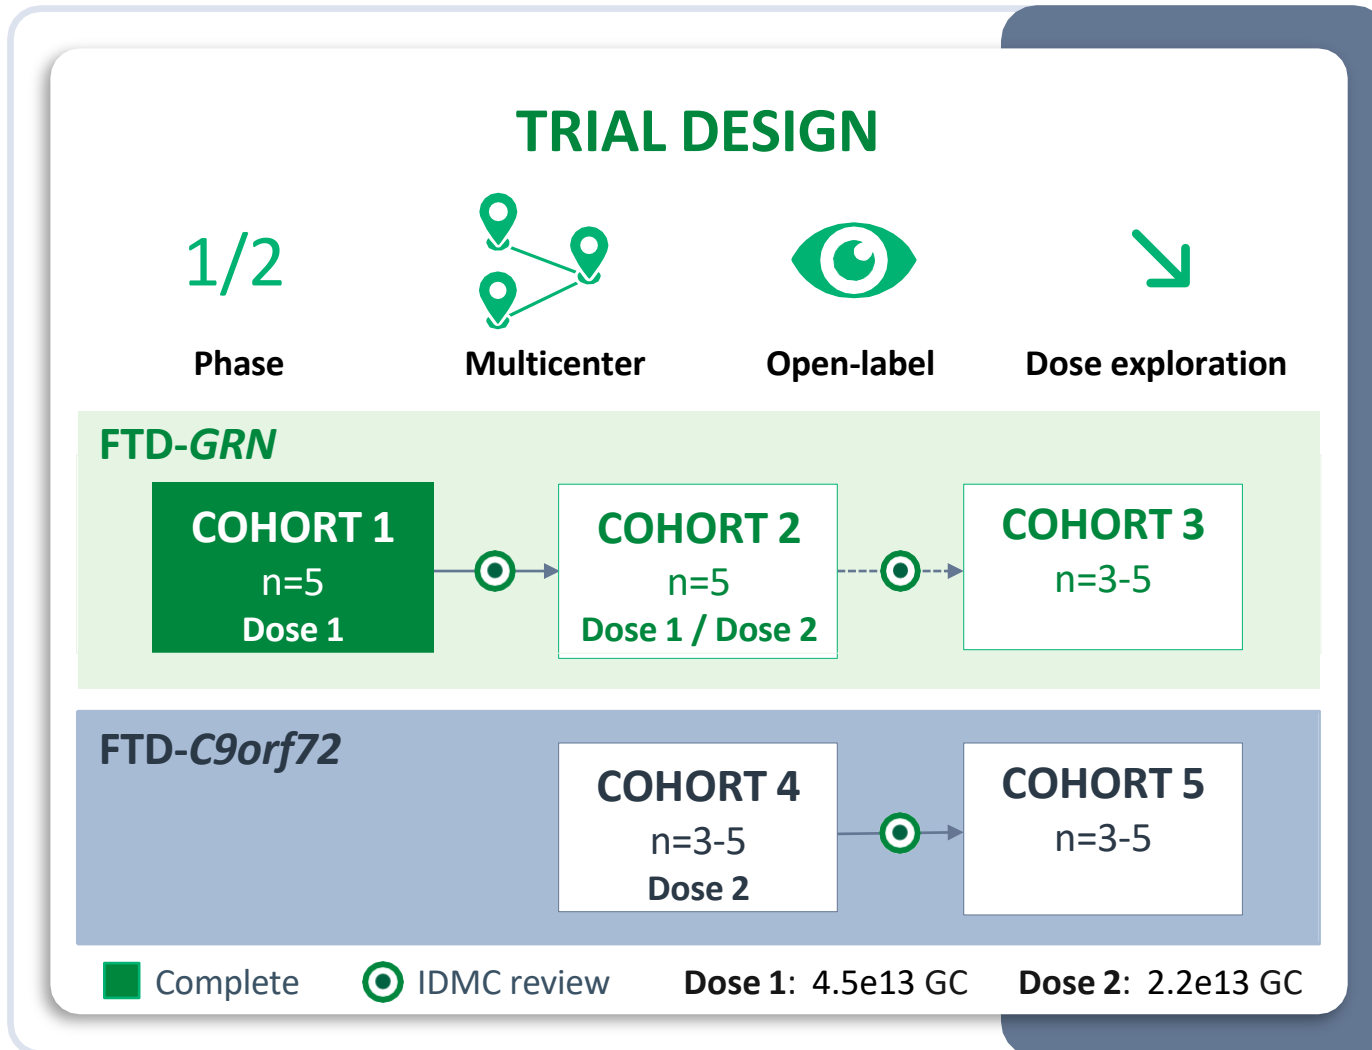 TRIAL DESIGN
1/2
Phase
Multicenter
Open-label
Dose exploration
FTD-GRN
COHORT 1
n=5
Dose 1
COHORT 2
n=5
Dose 1 / Dose 2
COHORT 3
n=3-5
FTD-C9orf72
COHORT 4
n=3-5
Dose 2
COHORT 5
n=3-5
Complete
IDMC review
Dose 1: 4.5e13 GC
Dose 2: 2.2e13 GC